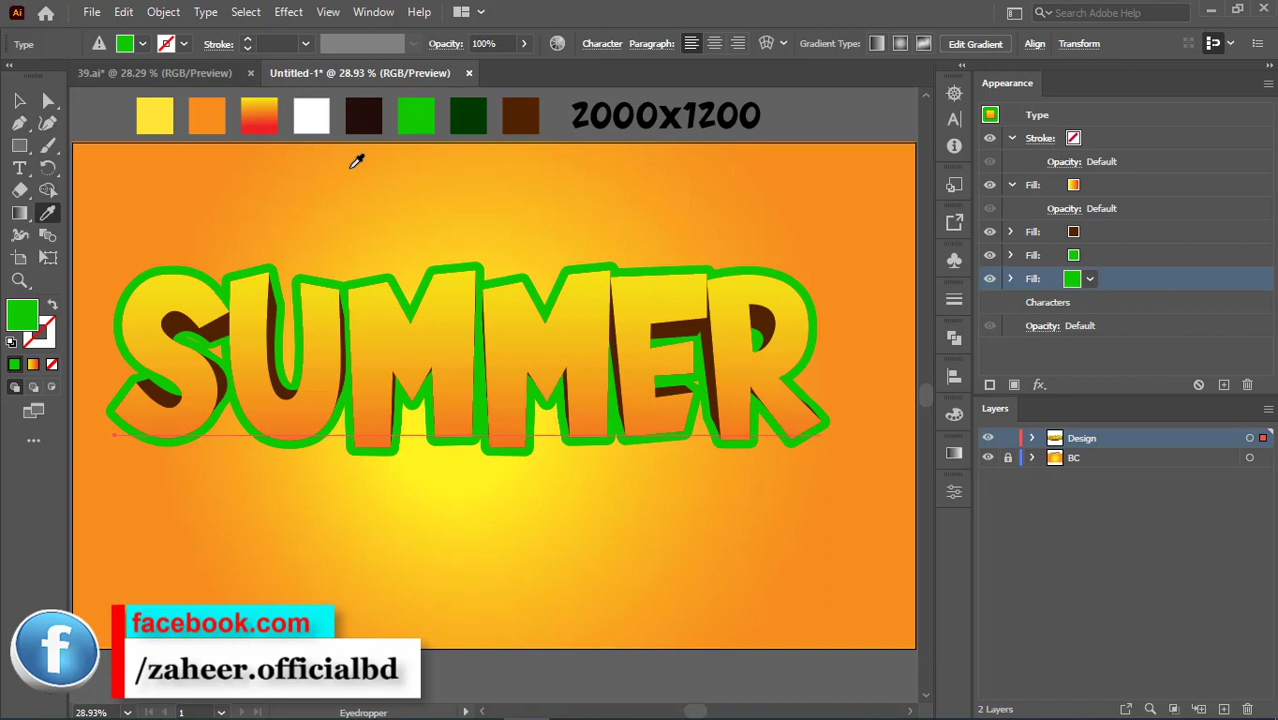 Ai
File Edit Object Type Select Effect View Window Help
Search Adobe Help
Type
Stroke:
Opacity: 100%
Character
Paragraph:
Gradient Type:
Edit Gradient
Align
Transform
39.ai* @ 28.29 % (RGB/Preview)
Untitled-1* @ 28.93 % (RGB/Preview)
2000x1200
SUMMER
facebook.com
/zaheer.officialbd
28.93%
1
Eyedropper
Appearance
Type
Stroke:
Opacity: Default
Fill:
Opacity: Default
Fill:
Fill:
Fill:
Characters
Opacity: Default
Layers
Design
BC
2 Layers